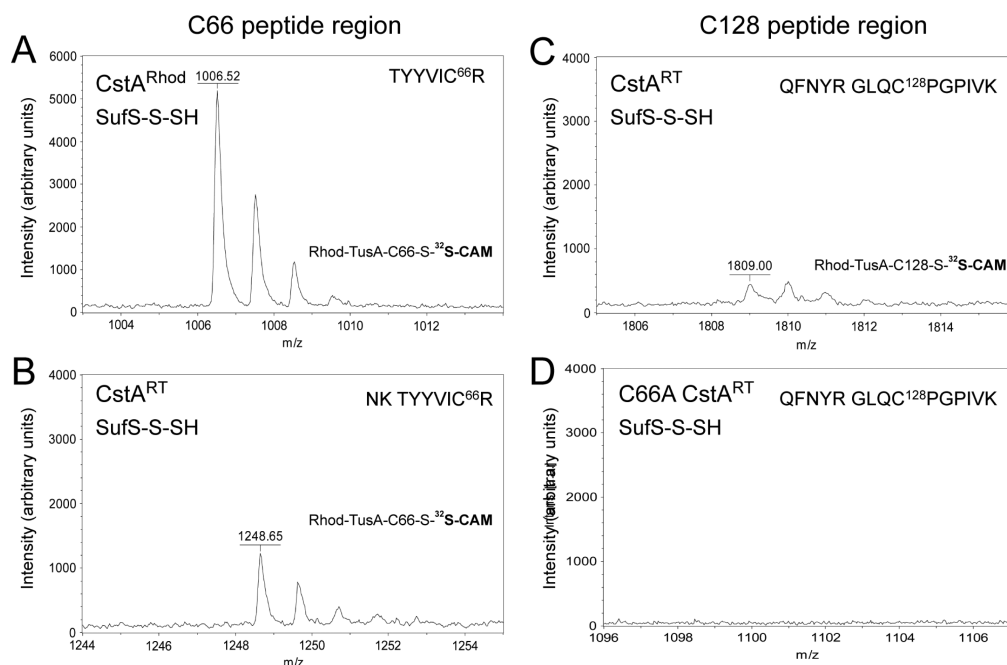 C66 peptide region
A
CstA^Rhod
SufS-S-SH
TYYVIC^66R
1006.52
Rhod-TusA-C66-S-^32S-CAM
Intensity (arbitrary units)
6000
5000
4000
3000
2000
1000
0
1004
1006
1008
1010
1012
m/z
B
CstA^RT
SufS-S-SH
NK TYYVIC^66R
1248.65
Rhod-TusA-C66-S-^32S-CAM
Intensity (arbitrary units)
4000
3000
2000
1000
0
1244
1246
1248
1250
1252
1254
m/z
C128 peptide region
C
CstA^RT
SufS-S-SH
QFNYR GLQC^128PGPIVK
1809.00
Rhod-TusA-C128-S-^32S-CAM
Intensity (arbitrary units)
4000
3000
2000
1000
0
1806
1808
1810
1812
1814
m/z
D
C66A CstA^RT
SufS-S-SH
QFNYR GLQC^128PGPIVK
Intensity (arbitrary units)
4000
3000
2000
1000
0
1096
1098
1100
1102
1104
1106
m/z